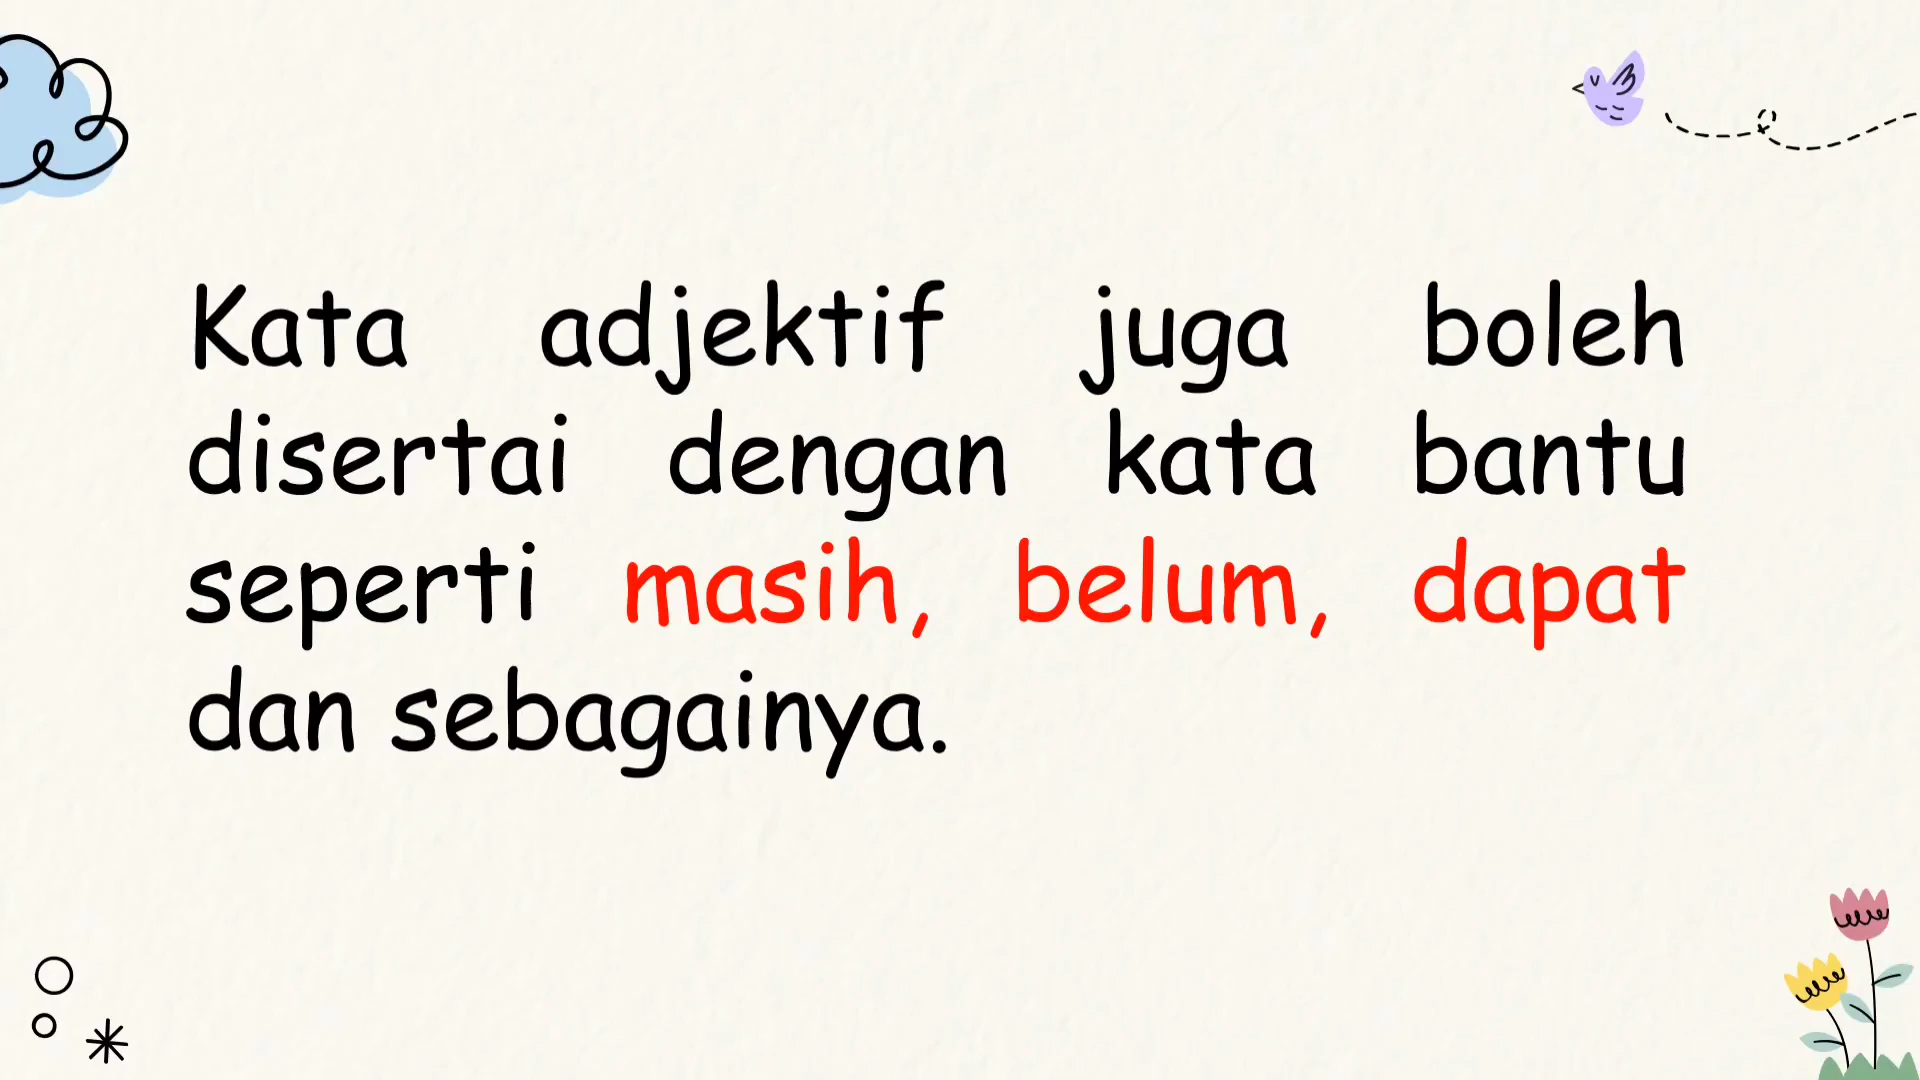 Kata adjektif juga boleh
disertai dengan kata bantu
seperti masih, belum, dapat
dan sebagainya.